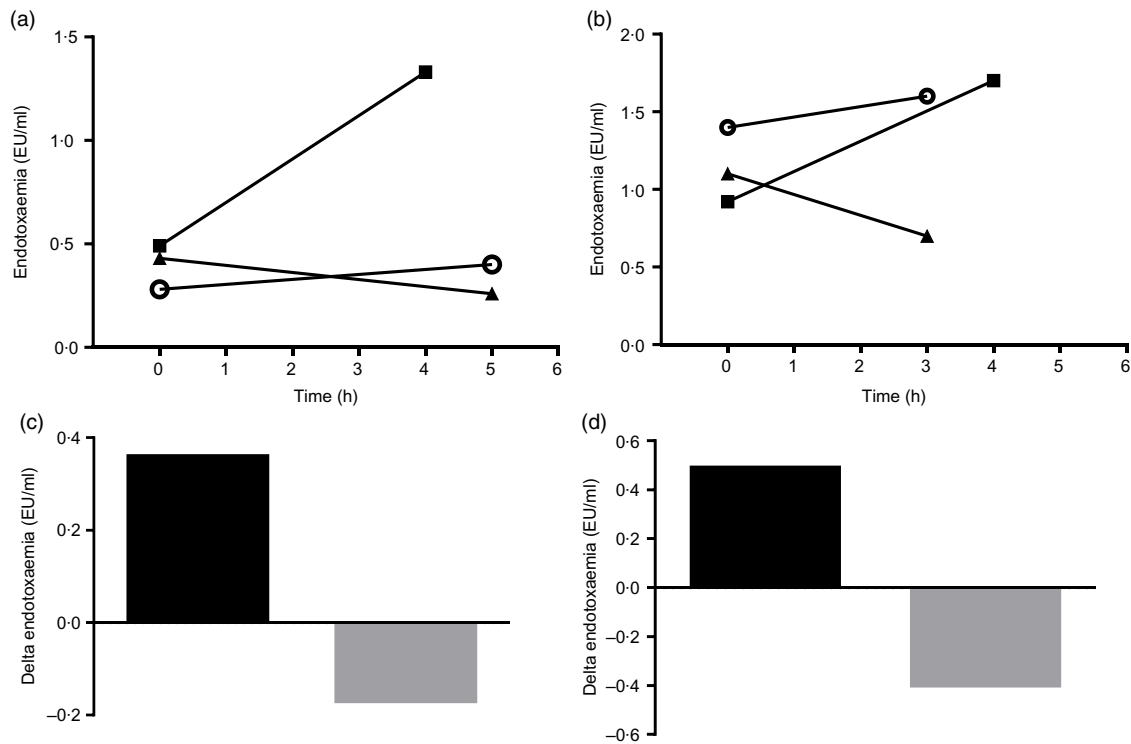 (a)
1·5
1·0
0·5
0·0
Endotoxaemia (EU/ml)
0 1 2 3 4 5 6
Time (h)
(b)
2·0
1·5
1·0
0·5
0·0
Endotoxaemia (EU/ml)
0 1 2 3 4 5 6
Time (h)
(c)
0·4
0·2
0·0
–0·2
Delta endotoxaemia (EU/ml)
(d)
0·6
0·4
0·2
0·0
–0·2
–0·4
–0·6
Delta endotoxaemia (EU/ml)